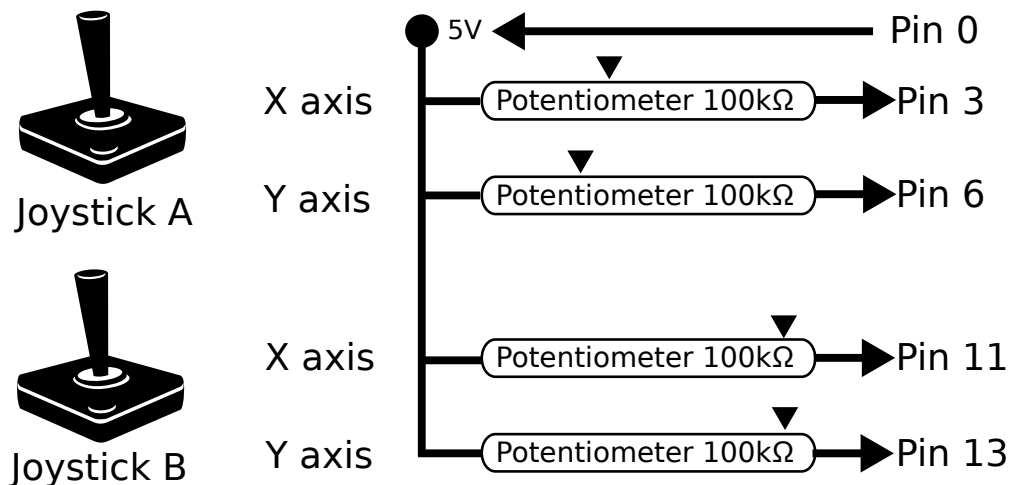 5V Pin 0
X axis Potentiometer 100kΩ Pin 3
Y axis Potentiometer 100kΩ Pin 6
Joystick A
X axis Potentiometer 100kΩ Pin 11
Y axis Potentiometer 100kΩ Pin 13
Joystick B